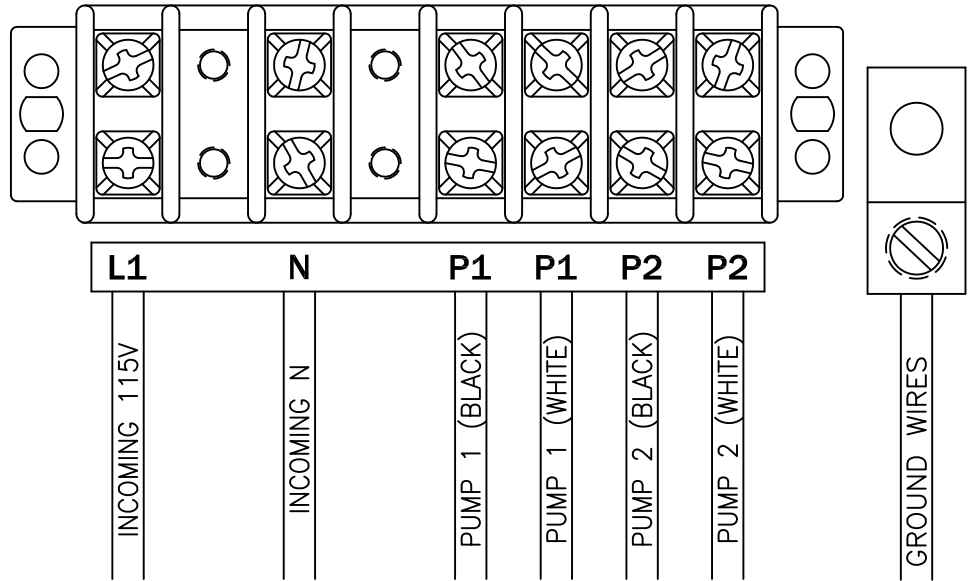 L1 N P1 P1 P2 P2
INCOMING 115V
INCOMING N
PUMP 1 (BLACK)
PUMP 1 (WHITE)
PUMP 2 (BLACK)
PUMP 2 (WHITE)
GROUND WIRES